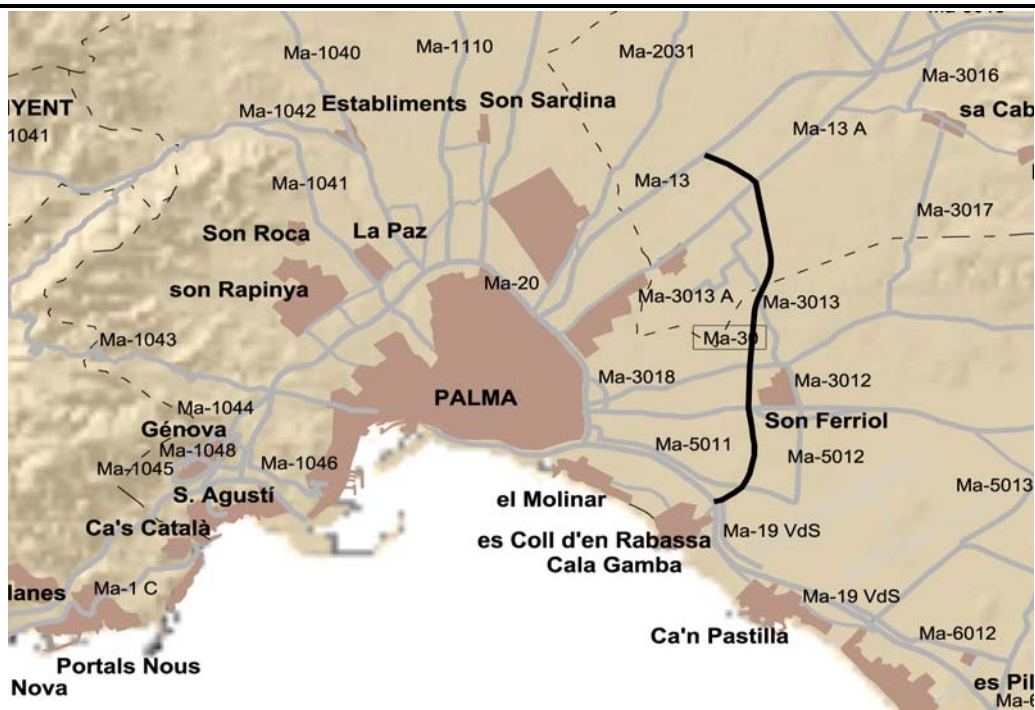 Ma-1040
Ma-1110
Ma-2031
Ma-3016
NYENT
Ma-1042
Establiments
Son Sardina
sa Cab
1041
Ma-13 A
Ma-1041
Ma-13
Ma-3017
Son Roca
La Paz
son Rapinya
Ma-20
Ma-3013 A
Ma-3013
Ma-1043
Ma-30
Ma-3018
Ma-3012
PALMA
Ma-1044
Génova
Son Ferriol
Ma-1048
Ma-5011
Ma-1045
Ma-1046
Ma-5012
Ma-5013
S. Agustí
el Molinar
Ca's Català
Ma-19 VdS
es Coll d'en Rabassa
Cala Gamba
lanes
Ma-1 C
Ma-19 VdS
Ca'n Pastilla
Ma-6012
Portals Nous
Nova
es Pil
Ma-6